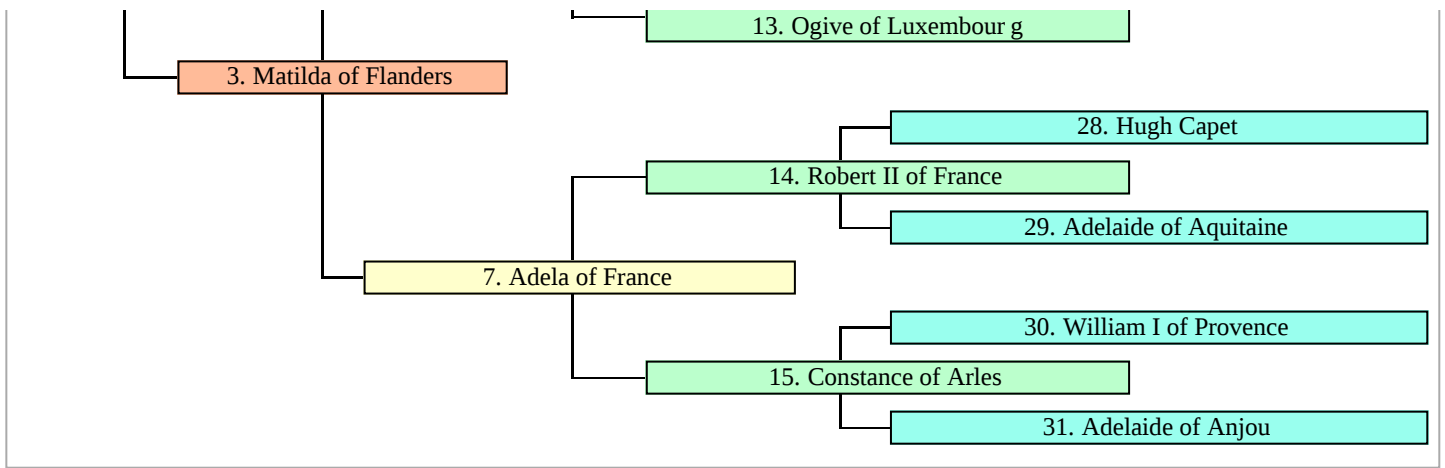 13. Ogive of Luxembour g
3. Matilda of Flanders
28. Hugh Capet
14. Robert II of France
29. Adelaide of Aquitaine
7. Adela of France
30. William I of Provence
15. Constance of Arles
31. Adelaide of Anjou